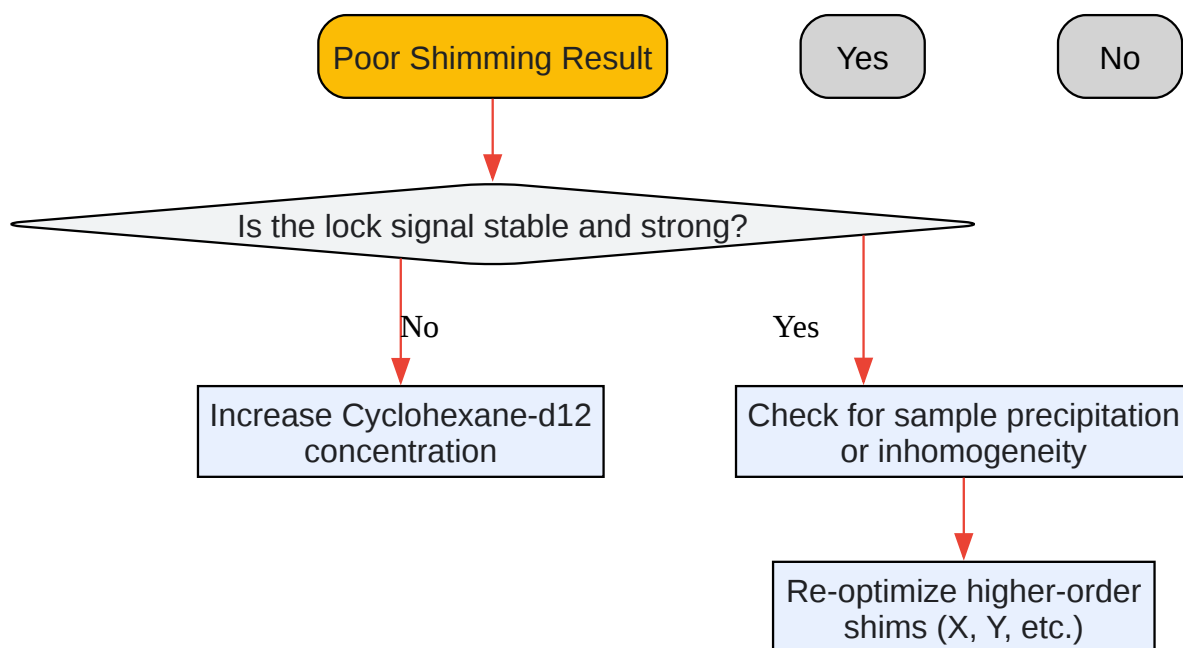 Poor Shimming Result
Yes
No
Is the lock signal stable and strong?
No
Yes
Increase Cyclohexane-d12
concentration
Check for sample precipitation
or inhomogeneity
Re-optimize higher-order
shims (X, Y, etc.)